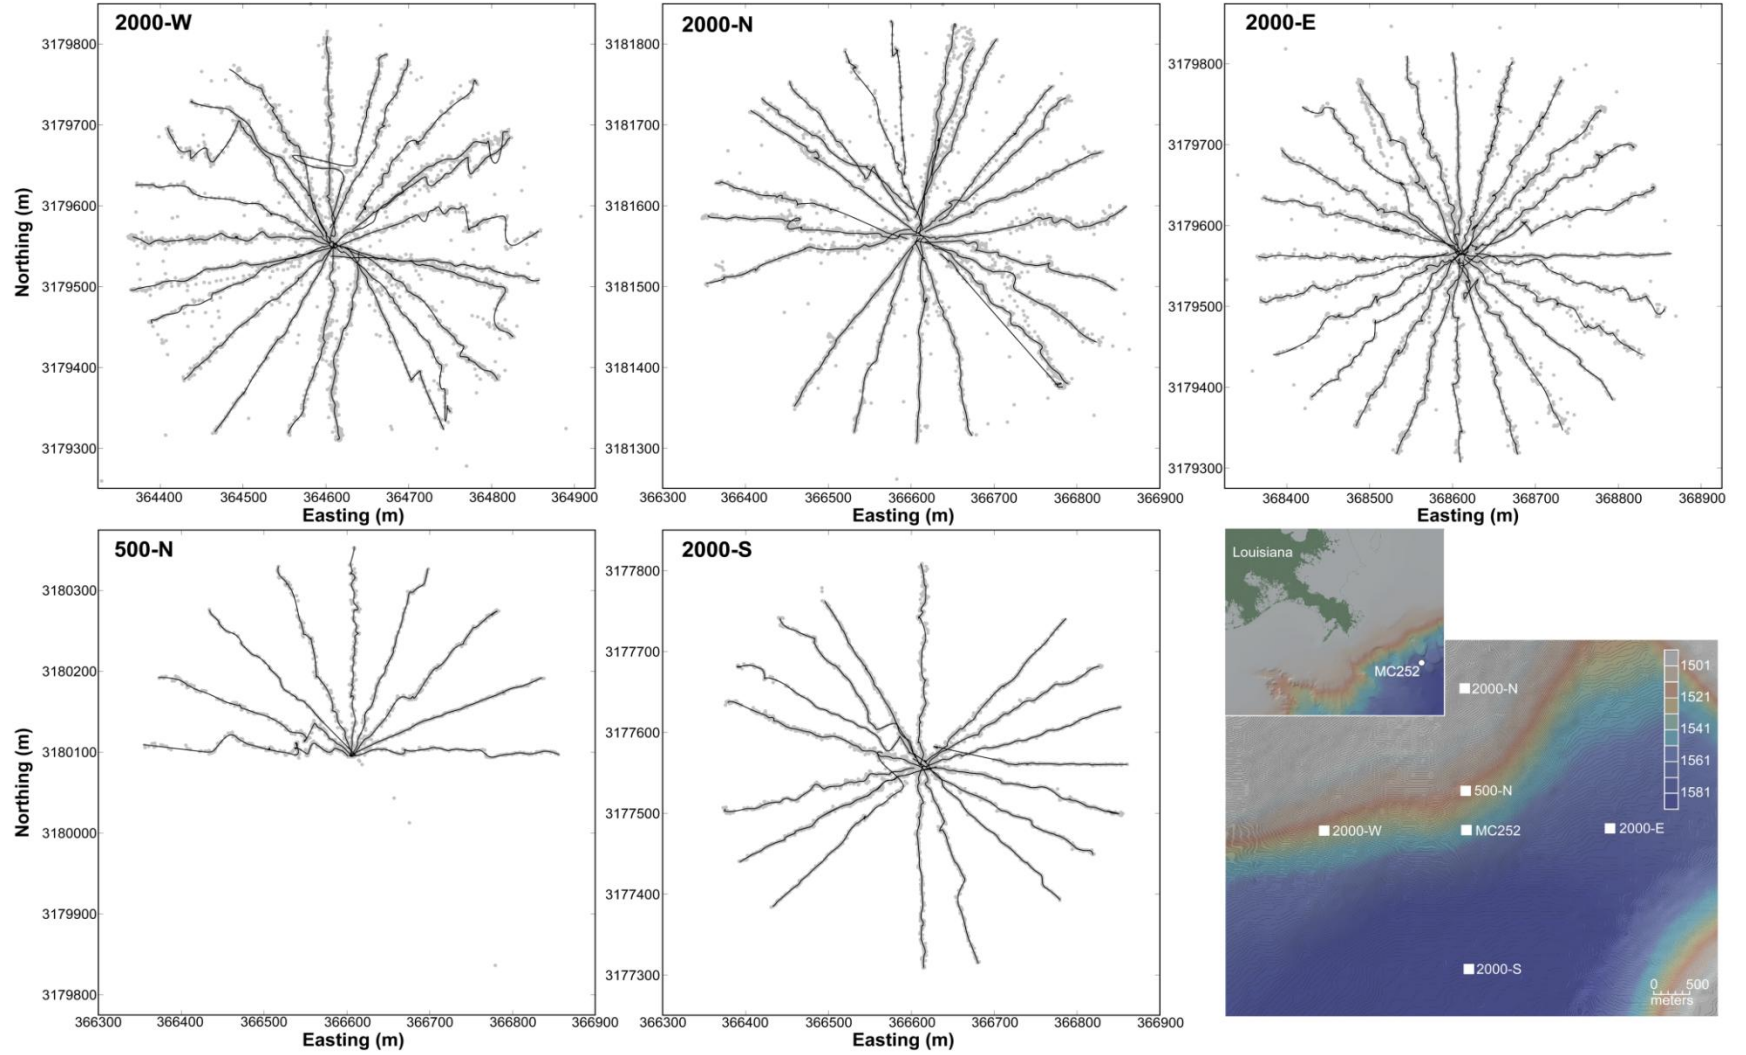 2000-W
3179800
3179700
3179600
3179500
3179400
3179300
Northing (m)
364400 364500 364600 364700 364800 364900
Easting (m)
2000-N
3181800
3181700
3181600
3181500
3181400
3181300
366300 366400 366500 366600 366700 366800 366900
Easting (m)
2000-E
3179800
3179700
3179600
3179500
3179400
3179300
368400 368500 368600 368700 368800 368900
Easting (m)
500-N
3180300
3180200
3180100
3180000
3179900
3179800
Northing (m)
366300 366400 366500 366600 366700 366800 366900
Easting (m)
2000-S
3177800
3177700
3177600
3177500
3177400
3177300
366300 366400 366500 366600 366700 366800 366900
Easting (m)
Louisiana
MC252
1501
1521
1541
1561
1581
2000-N
500-N
2000-W
MC252
2000-E
2000-S
0 500
meters